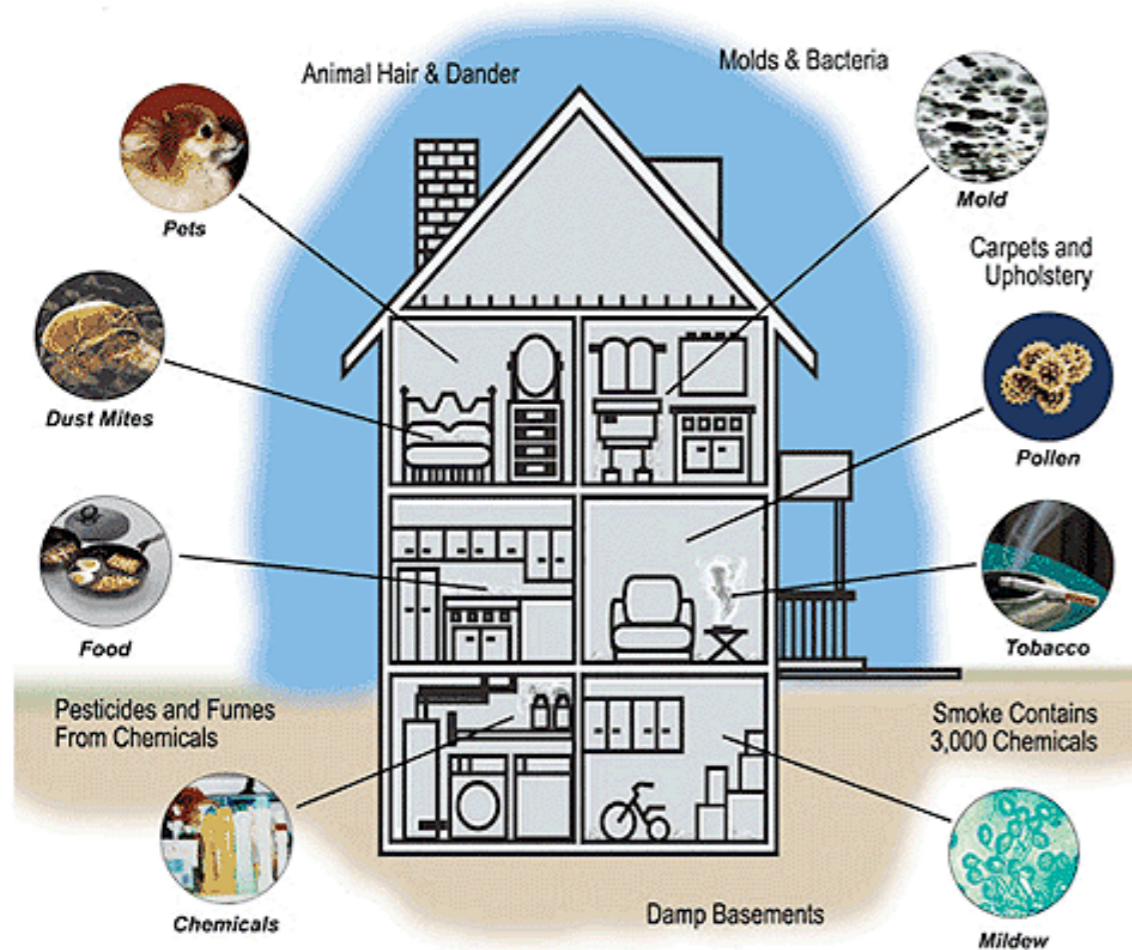 Animal Hair & Dander
Molds & Bacteria
Pets
Mold
Carpets and
Upholstery
Dust Mites
Pollen
Food
Tobacco
Pesticides and Fumes
From Chemicals
Smoke Contains
3,000 Chemicals
Chemicals
Damp Basements
Mildew